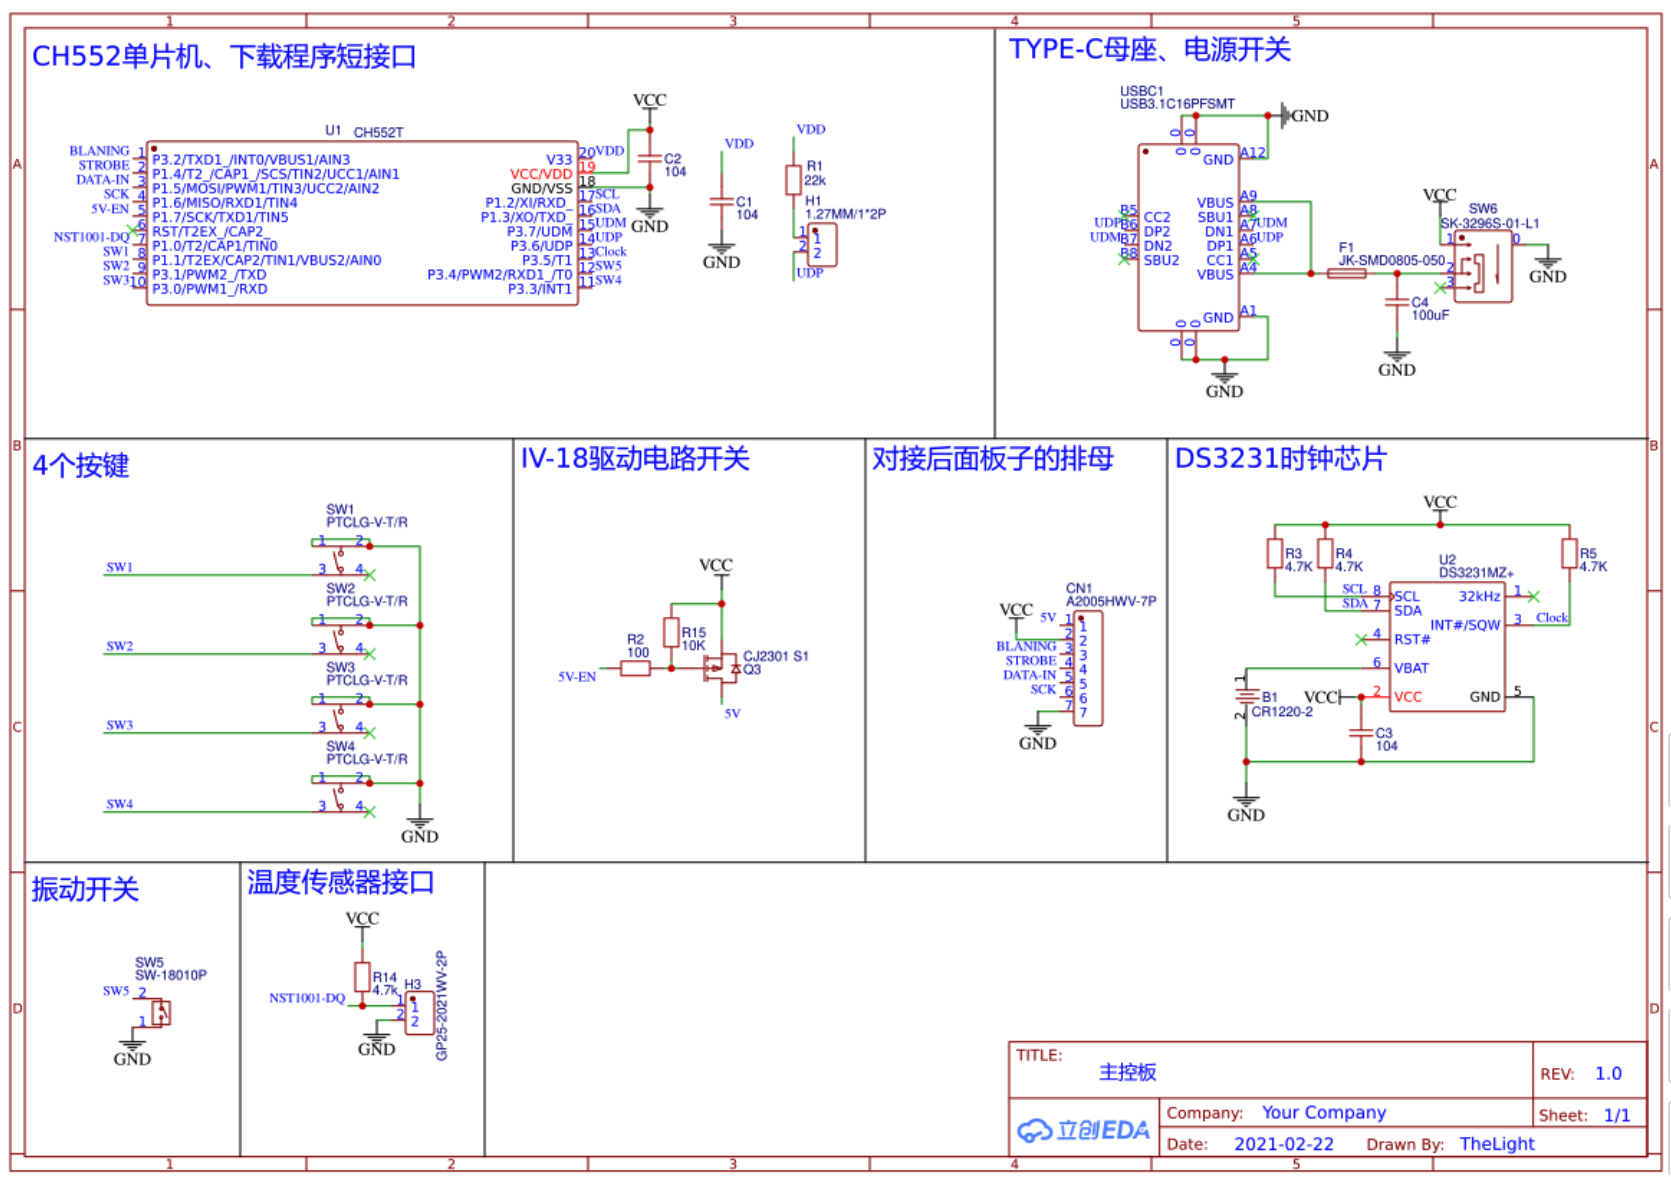 1 2 3 4 5
A
B
C
D
CH552单片机、下载程序短接口
U1 CH552T
BLANING 1 P3.2/TXD1_/INT0/VBUS1/AIN3
STROBE 2 P1.4/T2_/CAP1_/SCS/TIN2/UCC1/AIN1
DATA-IN 3 P1.5/MOSI/PWM1/TIN3/UCC2/AIN2
SCK 4 P1.6/MISO/RXD1/TIN4
5V-EN 5 P1.7/SCK/TXD1/TIN5
6 RST/T2EX_/CAP2_
NST1001-DQ 7 P1.0/T2/CAP1/TIN0
SW1 8 P1.1/T2EX/CAP2/TIN1/VBUS2/AIN0
SW2 9 P3.1/PWM2_/TXD
SW3 10 P3.0/PWM1_/RXD
V33 20 VDD
VCC/VDD 19
GND/VSS 18
P1.2/XI/RXD_ 17 SCL
P1.3/XO/TXD_ 16 SDA
P3.7/UDM 15 UDM
P3.6/UDP 14 UDP
P3.5/T1 13 Clock
P3.4/PWM2/RXD1_/T0 12 SW5
P3.3/INT1 11 SW4
VCC
C2
104
GND
VDD
C1
104
GND
VDD
R1
22k
H1
1.27MM/1*2P
1 1
2 2
UDP
TYPE-C母座、电源开关
USBC1
USB3.1C16PFSMT
GND
0 0
0 0
GND A12
VBUS A9
B5 CC2 SBU1 A8
UDP B6 DP2 DN1 A7 UDM
UDM B7 DN2 DP1 A6 UDP
B8 SBU2 CC1 A5
VBUS A4
GND A1
0 0
0 0
GND
F1
JK-SMD0805-050
C4
100uF
GND
VCC
SW6
SK-3296S-01-L1
1 0
2
3
GND
4个按键
SW1
PTCLG-V-T/R
1 2
SW1 3 4
SW2
PTCLG-V-T/R
1 2
SW2 3 4
SW3
PTCLG-V-T/R
1 2
SW3 3 4
SW4
PTCLG-V-T/R
1 2
SW4 3 4
GND
IV-18驱动电路开关
VCC
R15
10K
R2
100
5V-EN
CJ2301 S1
Q3
5V
对接后面板子的排母
CN1
A2005HWV-7P
VCC
5V 1 1
2 2
BLANING 3 3
STROBE 4 4
DATA-IN 5 5
SCK 6 6
7 7
GND
DS3231时钟芯片
VCC
R3
4.7K
R4
4.7K
R5
4.7K
U2
DS3231MZ+
SCL 8 SCL 32kHz 1
SDA 7 SDA
INT#/SQW 3 Clock
4 RST#
6 VBAT
VCC 2 VCC GND 5
1
B1
CR1220-2
2
C3
104
GND
振动开关
SW5
SW-18010P
SW5 2
1
GND
温度传感器接口
VCC
R14
4.7k
H3
NST1001-DQ 1 1
2 2
GP25-2021WV-2P
GND
TITLE:
主控板
REV: 1.0
立创EDA
Company: Your Company
Sheet: 1/1
Date: 2021-02-22 Drawn By: TheLight
A
B
C
D
1 2 3 4 5